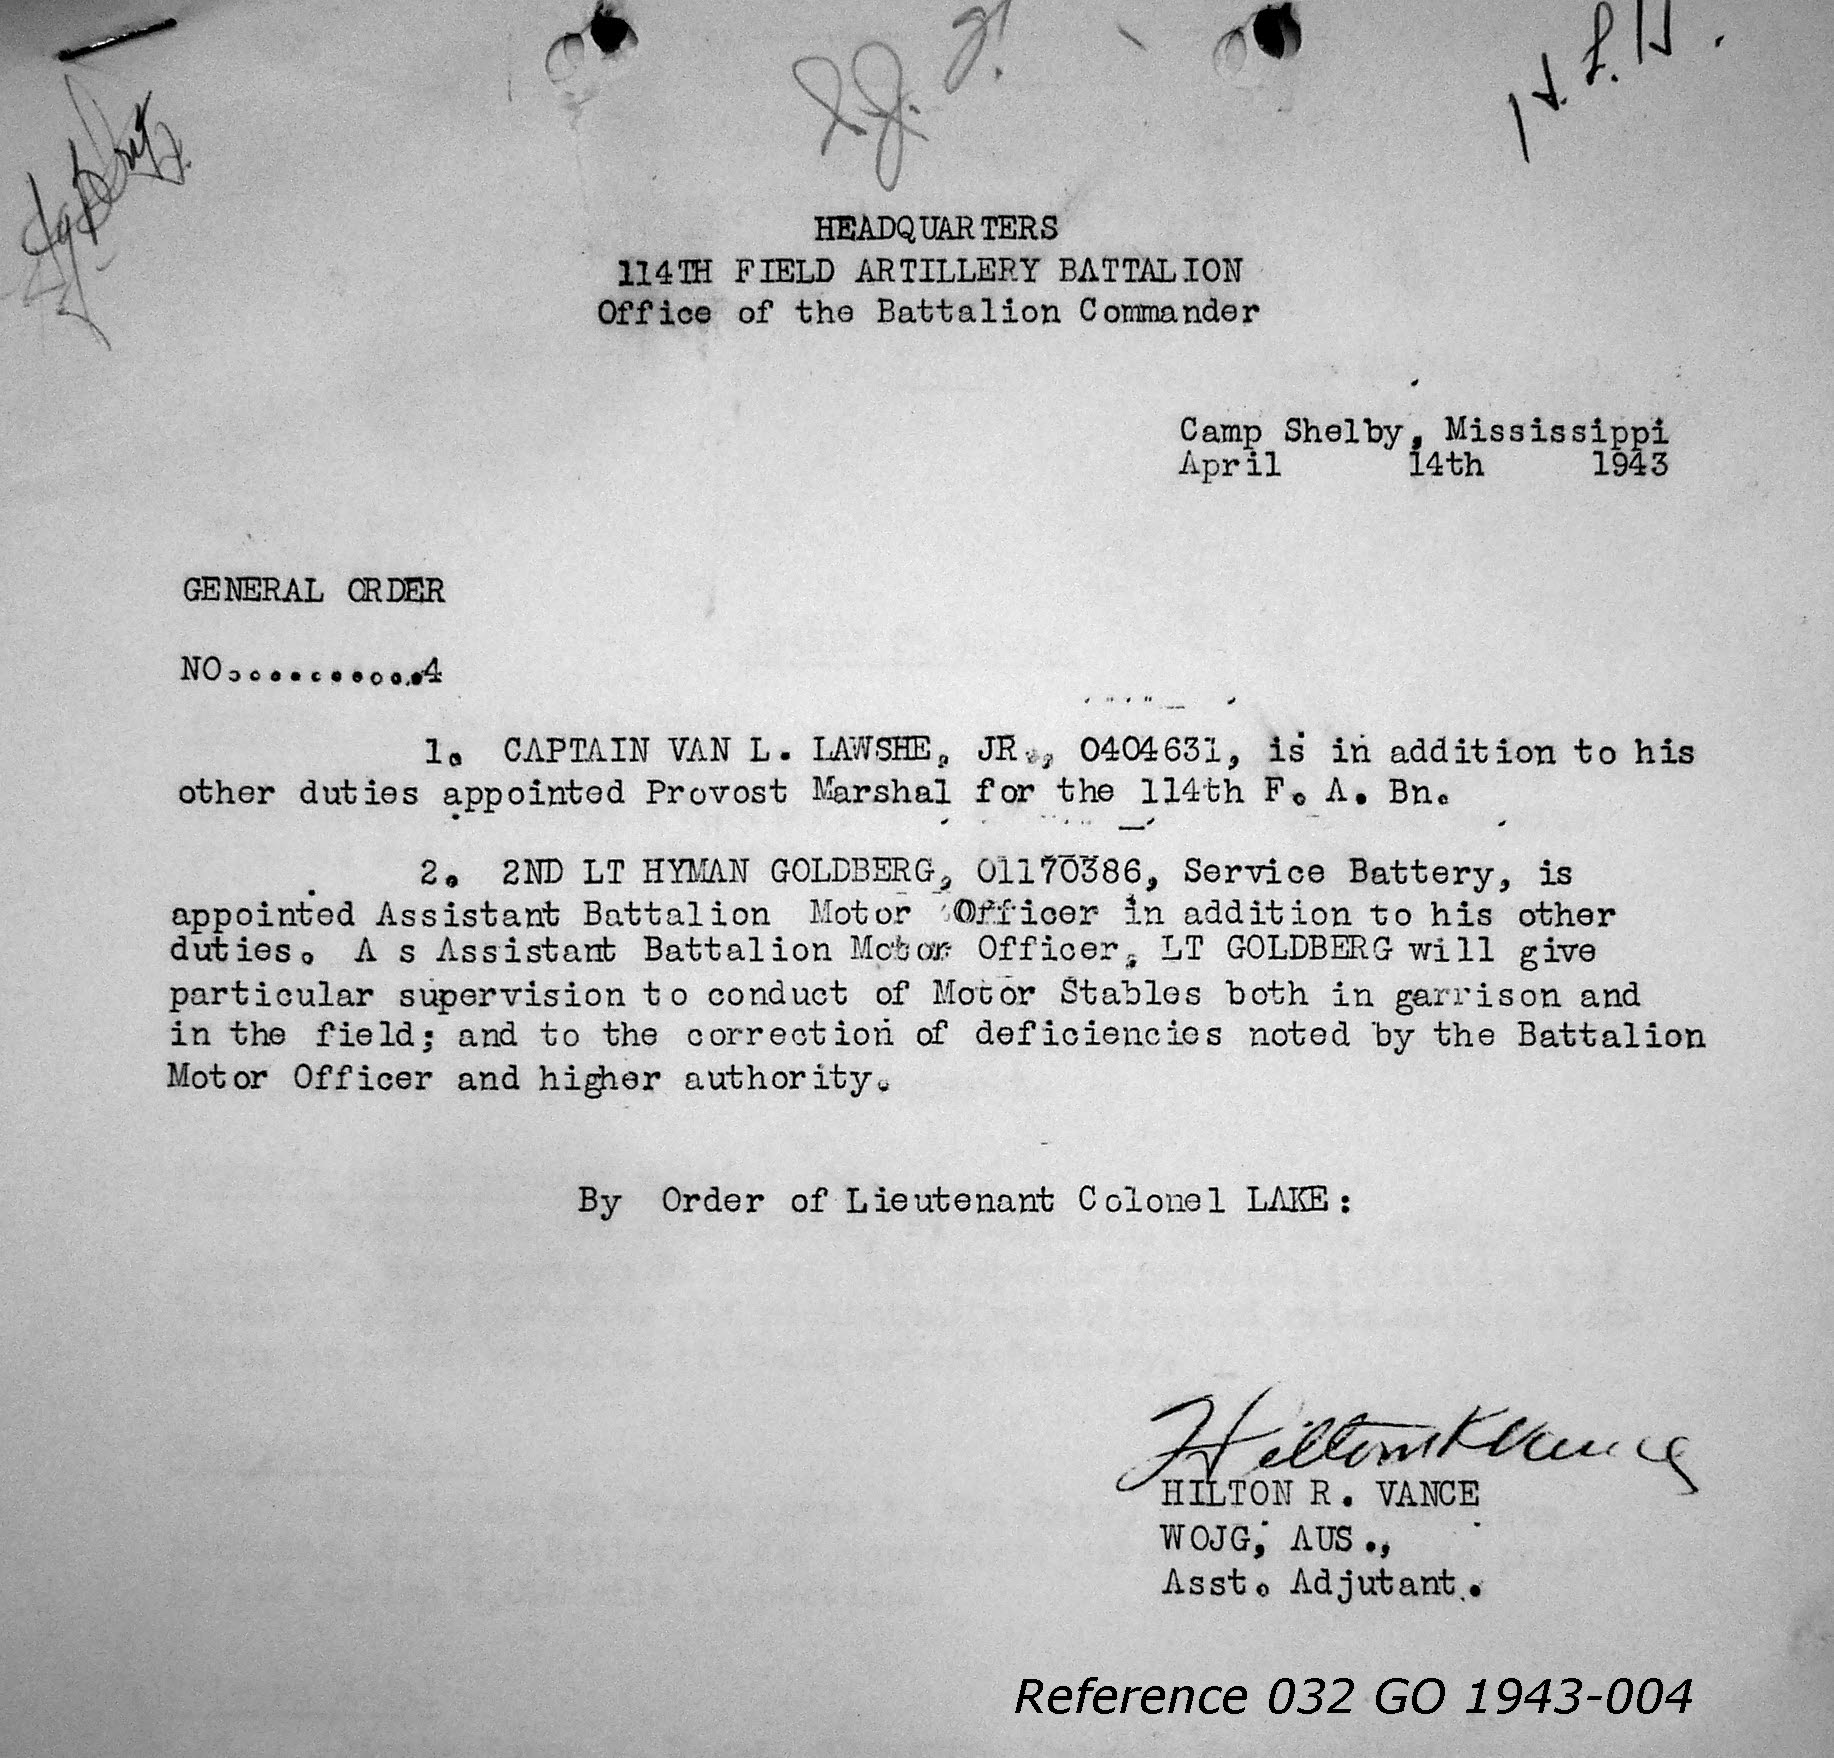 H. L. H.
HEADQUARTERS
114TH FIELD ARTILLERY BATTALION
Office of the Battalion Commander
Camp Shelby, Mississippi
April 14th 1943
GENERAL ORDER
NO...........4
1. CAPTAIN VAN L. LAWSHE, JR., 0404631, is in addition to his
other duties appointed Provost Marshal for the 114th F. A. Bn.
2. 2ND LT HYMAN GOLDBERG, 01170386, Service Battery, is
appointed Assistant Battalion Motor Officer in addition to his other
duties. A s Assistant Battalion Motor Officer, LT GOLDBERG will give
particular supervision to conduct of Motor Stables both in garrison and
in the field; and to the correction of deficiencies noted by the Battalion
Motor Officer and higher authority.
By Order of Lieutenant Colonel LAKE:
Hilton R Vance
HILTON R. VANCE
WOJG, AUS.,
Asst. Adjutant.
Reference 032 GO 1943-004